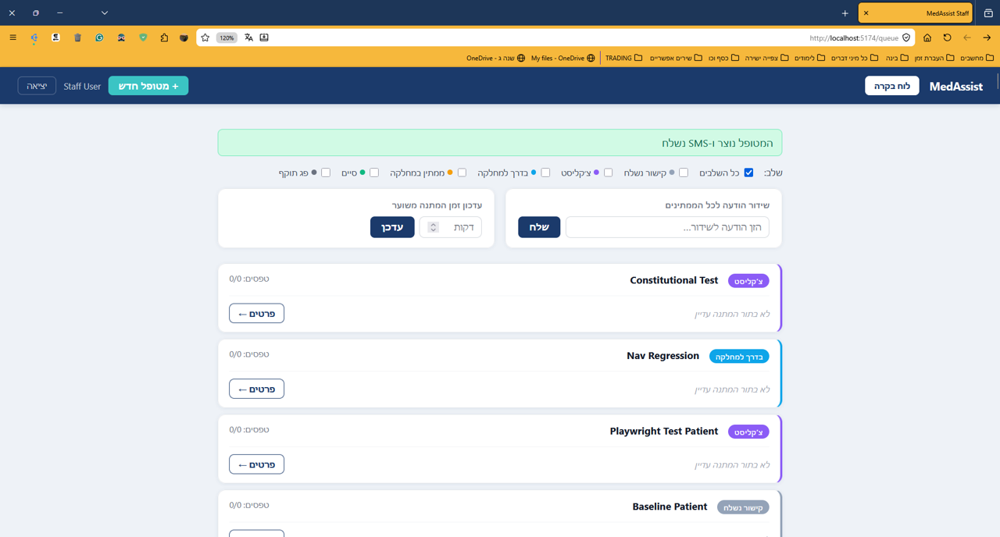 MedAssist Staff
http://localhost:5174/queue
120%
מחשבים
העברת זמן
בינה
כל מיני דברים
לימודים
צפייה ישירה
כסף וכו
שירים אפשריים
TRADING
My files - OneDrive
שנה ג - OneDrive
MedAssist
לוח בקרה
+ מטופל חדש
Staff User
יציאה
המטופל נוצר ו-SMS נשלח
שלב: כל השלבים קישור נשלח צ׳קליסט בדרך למחלקה ממתין במחלקה סיים פג תוקף
שידור הודעה לכל הממתינים
הזן הודעה לשידור...
שלח
עדכון זמן המתנה משוער
דקות
עדכן
צ׳קליסט Constitutional Test
טפסים: 0/0
לא בתור המתנה עדיין
פרטים ←
בדרך למחלקה Nav Regression
טפסים: 0/0
לא בתור המתנה עדיין
פרטים ←
צ׳קליסט Playwright Test Patient
טפסים: 0/0
לא בתור המתנה עדיין
פרטים ←
קישור נשלח Baseline Patient
טפסים: 0/0